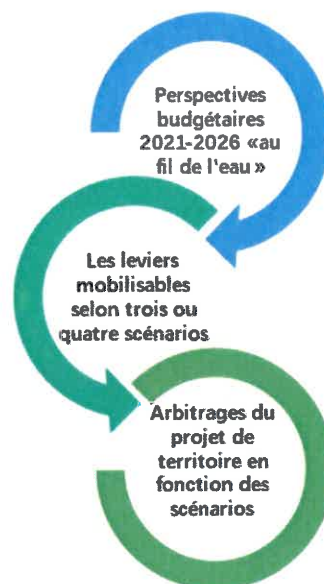 Perspectives
budgétaires
2021-2026 «au
fil de l'eau»
Les leviers
mobilisables
selon trois ou
quatre scénarios
Arbitrages du
projet de
territoire en
fonction des
scénarios